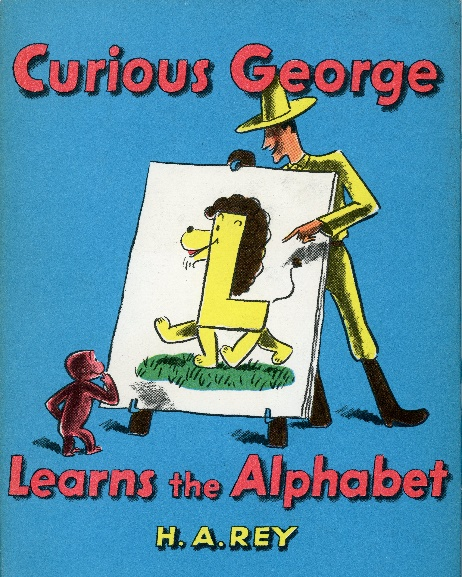 Curious George
L
Learns the Alphabet
H. A. REY